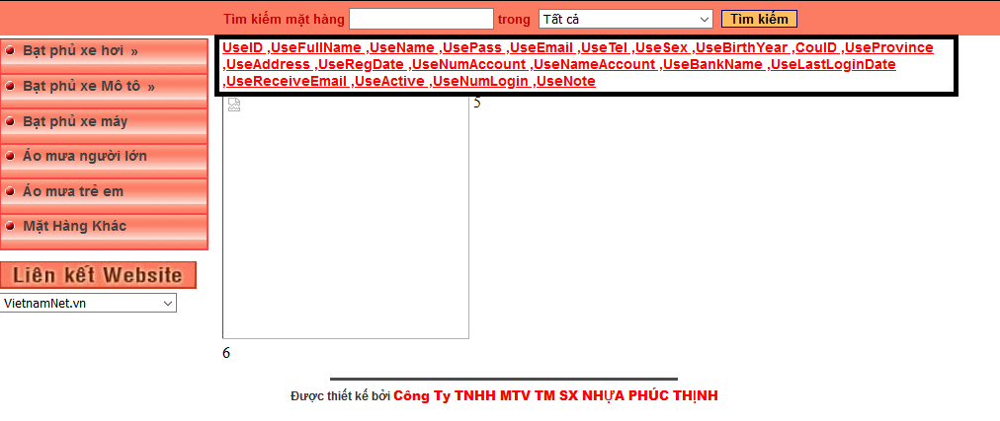 Tìm kiếm mặt hàng trong Tất cả Tìm kiếm
Bạt phủ xe hơi »
Bạt phủ xe Mô tô »
Bạt phủ xe máy
Áo mưa người lớn
Áo mưa trẻ em
Mặt Hàng Khác
Liên kết Website
VietnamNet.vn
UseID ,UseFullName ,UseName ,UsePass ,UseEmail ,UseTel ,UseSex ,UseBirthYear ,CouID ,UseProvince
,UseAddress ,UseRegDate ,UseNumAccount ,UseNameAccount ,UseBankName ,UseLastLoginDate
,UseReceiveEmail ,UseActive ,UseNumLogin ,UseNote
5
6
Được thiết kế bởi Công Ty TNHH MTV TM SX NHỰA PHÚC THỊNH